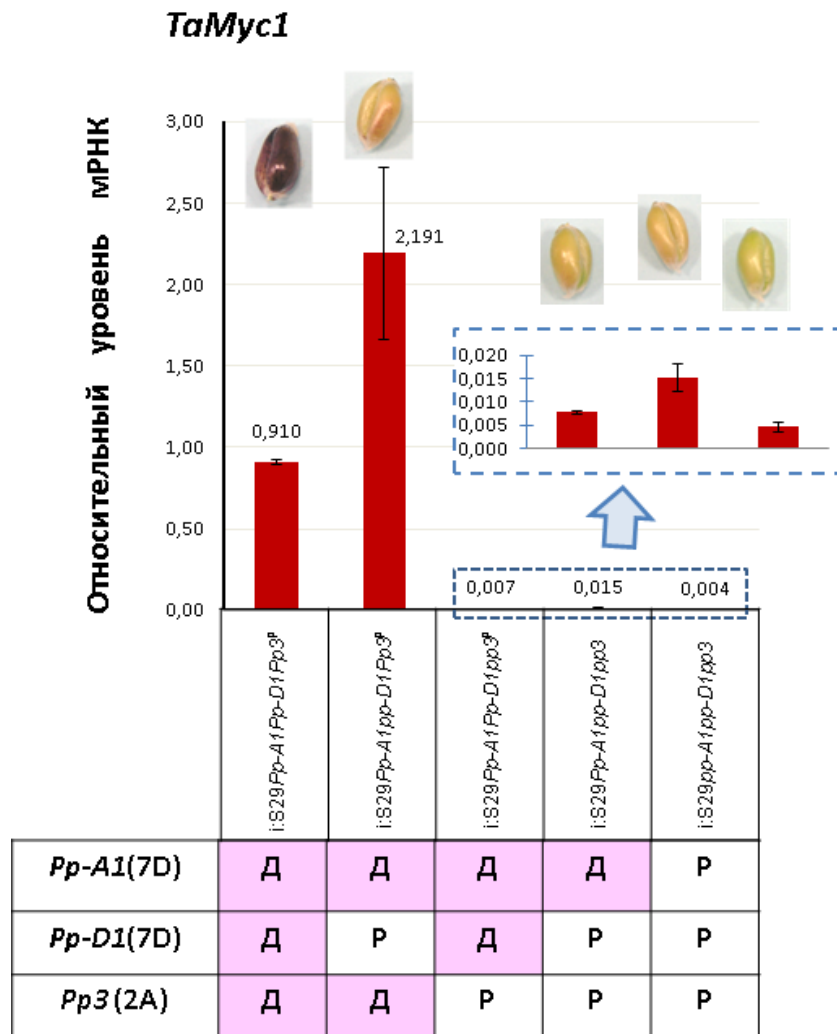 TaMyc1
Относительный уровень мРНК
3,00
2,50
2,00
1,50
1,00
0,50
0,00
0,910
2,191
0,020
0,015
0,010
0,005
0,000
0,007 0,015 0,004
i:S29Pp-A1Pp-D1Pp3ᴾ
i:S29Pp-A1pp-D1Pp3ᴾ
i:S29Pp-A1Pp-D1pp3ᴾ
i:S29Pp-A1pp-D1pp3
i:S29pp-A1pp-D1pp3
Pp-A1(7D) Д Д Д Д Р
Pp-D1(7D) Д Р Д Р Р
Pp3(2A) Д Д Р Р Р